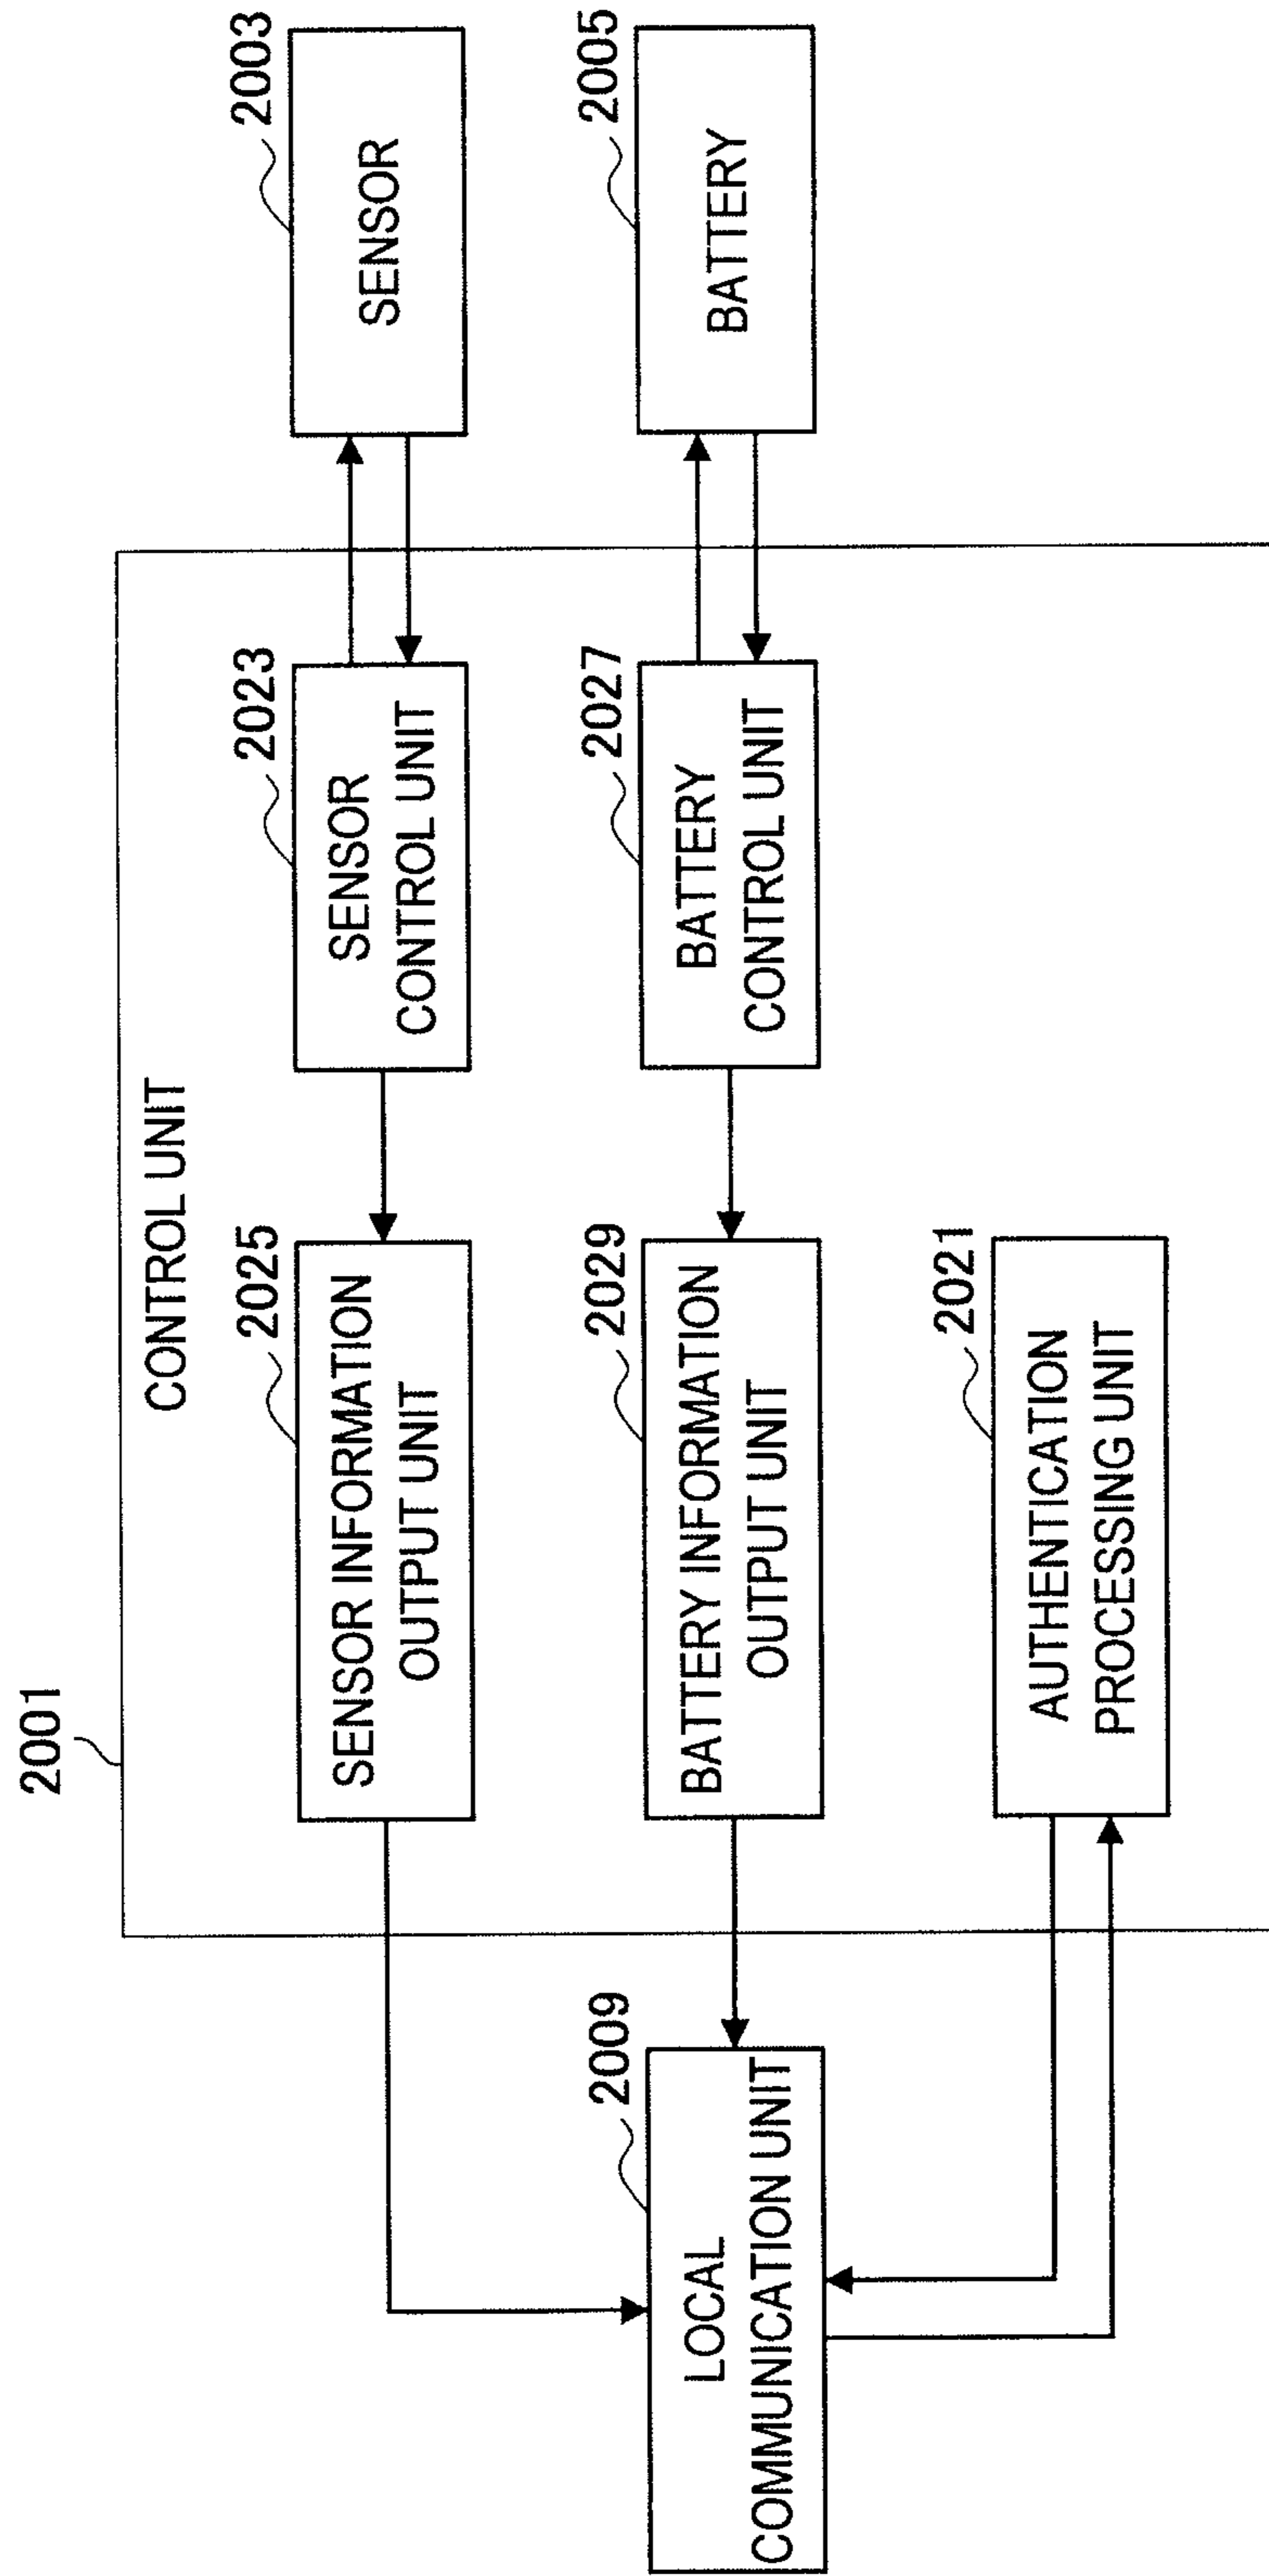 2001
CONTROL UNIT
2025
SENSOR INFORMATION
OUTPUT UNIT
2023
SENSOR
CONTROL UNIT
2003
SENSOR
2009
LOCAL
COMMUNICATION UNIT
2029
BATTERY INFORMATION
OUTPUT UNIT
2027
BATTERY
CONTROL UNIT
2005
BATTERY
2021
AUTHENTICATION
PROCESSING UNIT